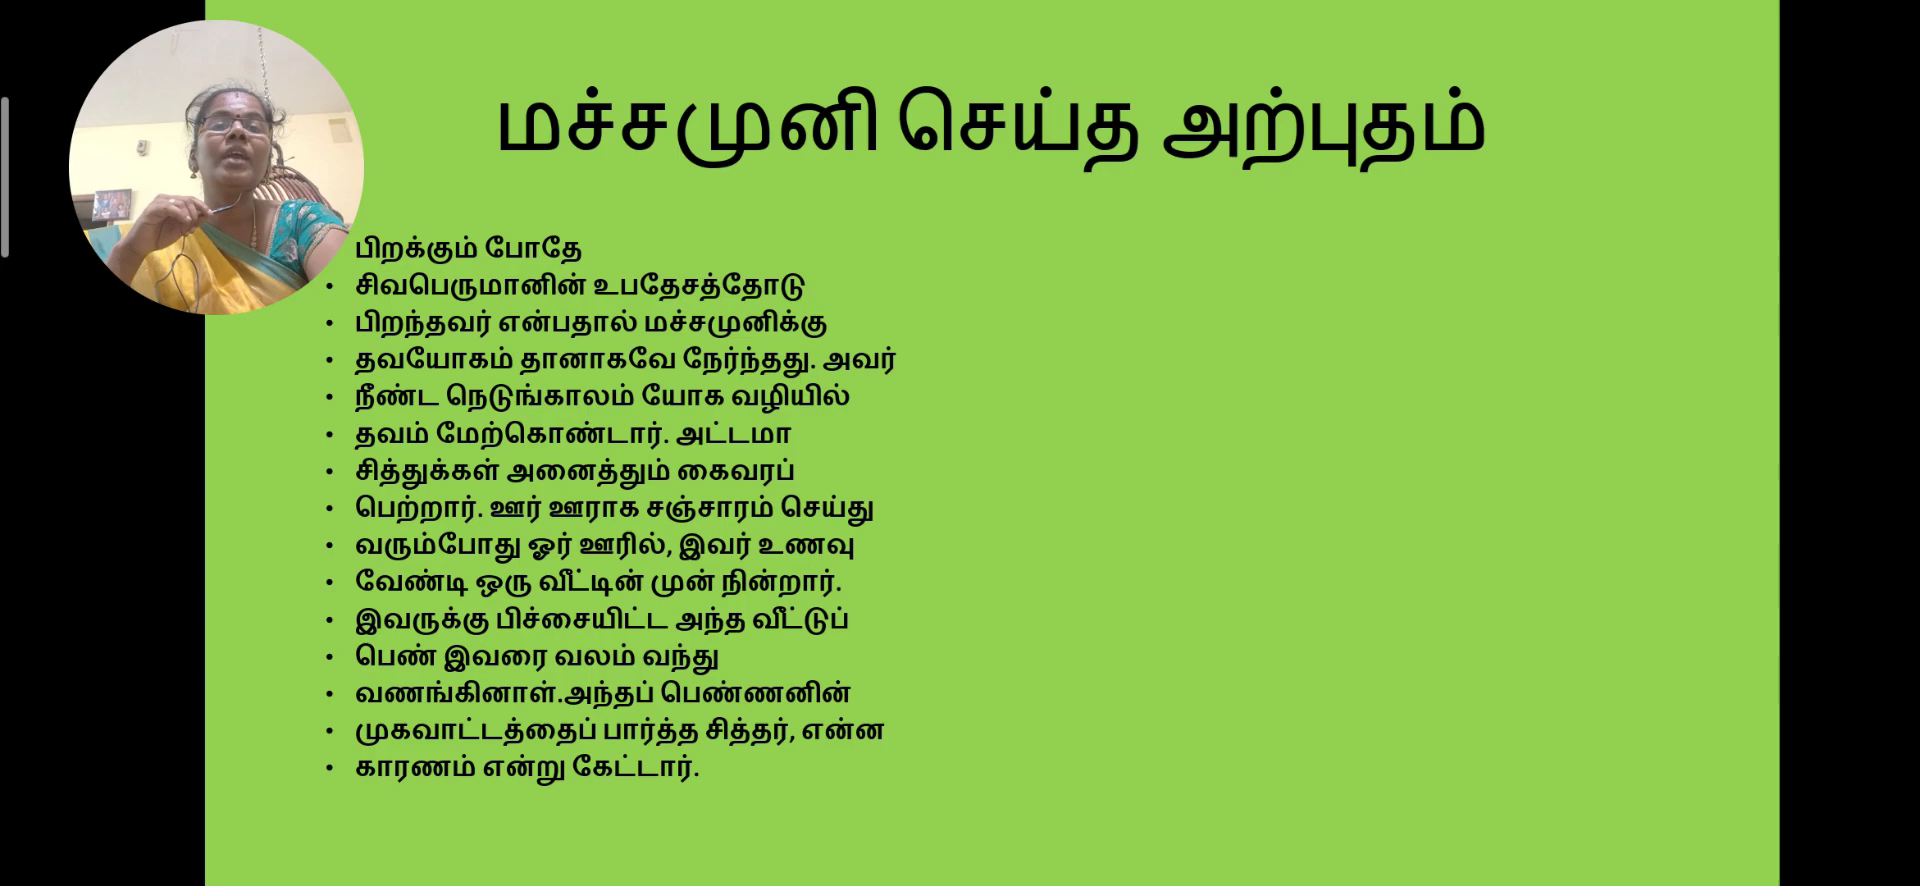 மச்சமுனி செய்த அற்புதம்
பிறக்கும் போதே
• சிவபெருமானின் உபதேசத்தோடு
• பிறந்தவர் என்பதால் மச்சமுனிக்கு
• தவயோகம் தானாகவே நேர்ந்தது. அவர்
• நீண்ட நெடுங்காலம் யோக வழியில்
• தவம் மேற்கொண்டார். அட்டமா
• சித்துக்கள் அனைத்தும் கைவரப்
• பெற்றார். ஊர் ஊராக சஞ்சாரம் செய்து
• வரும்போது ஓர் ஊரில், இவர் உணவு
• வேண்டி ஒரு வீட்டின் முன் நின்றார்.
• இவருக்கு பிச்சையிட்ட அந்த வீட்டுப்
• பெண் இவரை வலம் வந்து
• வணங்கினாள்.அந்தப் பெண்ணனின்
• முகவாட்டத்தைப் பார்த்த சித்தர், என்ன
• காரணம் என்று கேட்டார்.